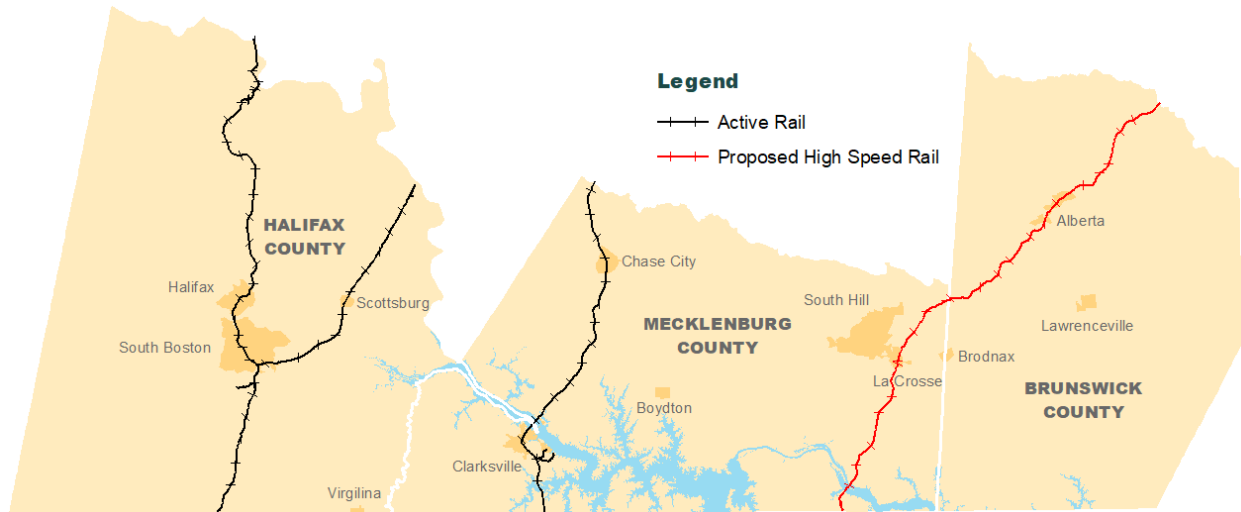 Legend
Active Rail
Proposed High Speed Rail
HALIFAX
COUNTY
Halifax
Scottsburg
South Boston
Virgilina
Chase City
MECKLENBURG
COUNTY
South Hill
La Crosse
Boydton
Clarksville
Alberta
Lawrenceville
Brodnax
BRUNSWICK
COUNTY